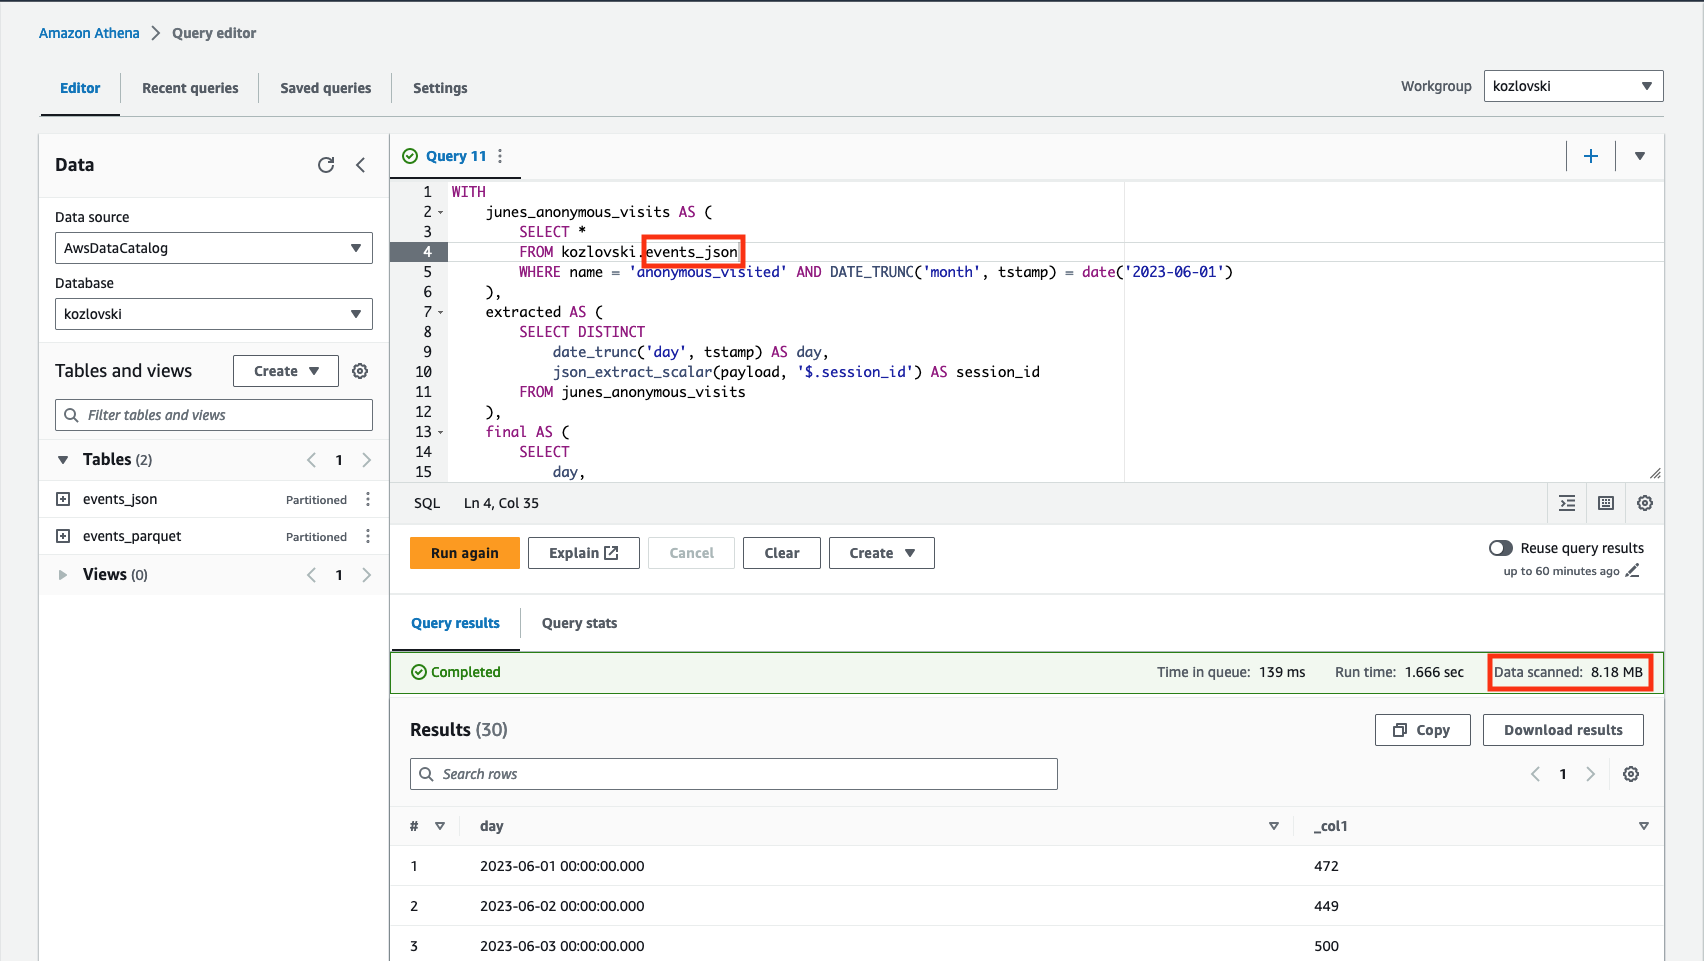 Amazon Athena > Query editor
Editor
Recent queries
Saved queries
Settings
Workgroup
kozlovski
Data
Data source
AwsDataCatalog
Database
kozlovski
Tables and views
Create
Filter tables and views
Tables (2)
1
events_json
Partitioned
events_parquet
Partitioned
Views (0)
1
Query 11
1 WITH
2 junes_anonymous_visits AS (
3 SELECT *
4 FROM kozlovski.events_json
5 WHERE name = 'anonymous_visited' AND DATE_TRUNC('month', tstamp) = date('2023-06-01')
6 ),
7 extracted AS (
8 SELECT DISTINCT
9 date_trunc('day', tstamp) AS day,
10 json_extract_scalar(payload, '$.session_id') AS session_id
11 FROM junes_anonymous_visits
12 ),
13 final AS (
14 SELECT
15 day,
SQL
Ln 4, Col 35
Run again
Explain
Cancel
Clear
Create
Reuse query results
up to 60 minutes ago
Query results
Query stats
Completed
Time in queue: 139 ms
Run time: 1.666 sec
Data scanned: 8.18 MB
Results (30)
Copy
Download results
Search rows
1
# day _col1
1 2023-06-01 00:00:00.000 472
2 2023-06-02 00:00:00.000 449
3 2023-06-03 00:00:00.000 500